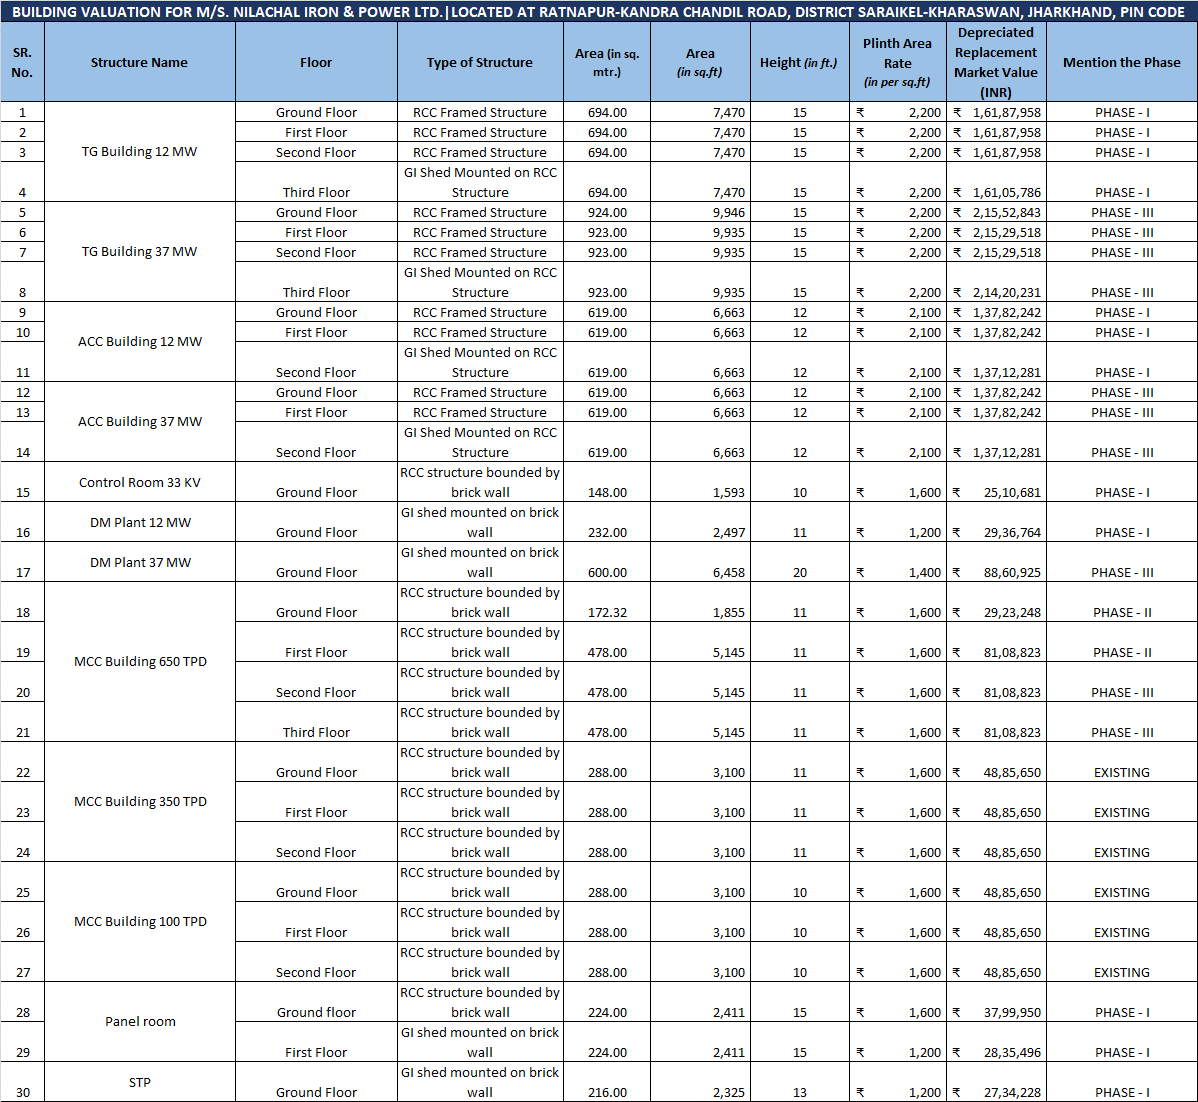 BUILDING VALUATION FOR M/S. NILACHAL IRON & POWER LTD.|LOCATED AT RATNAPUR-KANDRA CHANDIL ROAD, DISTRICT SARAIKEL-KHARASWAN, JHARKHAND, PIN CODE
SR. No. Structure Name Floor Type of Structure Area (in sq. mtr.) Area (in sq.ft) Height (in ft.) Plinth Area Rate (in per sq.ft) Depreciated Replacement Market Value (INR) Mention the Phase
1 TG Building 12 MW Ground Floor RCC Framed Structure 694.00 7,470 15 ₹ 2,200 ₹ 1,61,87,958 PHASE - I
2 First Floor RCC Framed Structure 694.00 7,470 15 ₹ 2,200 ₹ 1,61,87,958 PHASE - I
3 Second Floor RCC Framed Structure 694.00 7,470 15 ₹ 2,200 ₹ 1,61,87,958 PHASE - I
4 Third Floor GI Shed Mounted on RCC Structure 694.00 7,470 15 ₹ 2,200 ₹ 1,61,05,786 PHASE - I
5 TG Building 37 MW Ground Floor RCC Framed Structure 924.00 9,946 15 ₹ 2,200 ₹ 2,15,52,843 PHASE - III
6 First Floor RCC Framed Structure 923.00 9,935 15 ₹ 2,200 ₹ 2,15,29,518 PHASE - III
7 Second Floor RCC Framed Structure 923.00 9,935 15 ₹ 2,200 ₹ 2,15,29,518 PHASE - III
8 Third Floor GI Shed Mounted on RCC Structure 923.00 9,935 15 ₹ 2,200 ₹ 2,14,20,231 PHASE - III
9 ACC Building 12 MW Ground Floor RCC Framed Structure 619.00 6,663 12 ₹ 2,100 ₹ 1,37,82,242 PHASE - I
10 First Floor RCC Framed Structure 619.00 6,663 12 ₹ 2,100 ₹ 1,37,82,242 PHASE - I
11 Second Floor GI Shed Mounted on RCC Structure 619.00 6,663 12 ₹ 2,100 ₹ 1,37,12,281 PHASE - I
12 ACC Building 37 MW Ground Floor RCC Framed Structure 619.00 6,663 12 ₹ 2,100 ₹ 1,37,82,242 PHASE - III
13 First Floor RCC Framed Structure 619.00 6,663 12 ₹ 2,100 ₹ 1,37,82,242 PHASE - III
14 Second Floor GI Shed Mounted on RCC Structure 619.00 6,663 12 ₹ 2,100 ₹ 1,37,12,281 PHASE - III
15 Control Room 33 KV Ground Floor RCC structure bounded by brick wall 148.00 1,593 10 ₹ 1,600 ₹ 25,10,681 PHASE - I
16 DM Plant 12 MW Ground Floor GI shed mounted on brick wall 232.00 2,497 11 ₹ 1,200 ₹ 29,36,764 PHASE - I
17 DM Plant 37 MW Ground Floor GI shed mounted on brick wall 600.00 6,458 20 ₹ 1,400 ₹ 88,60,925 PHASE - III
18 MCC Building 650 TPD Ground Floor RCC structure bounded by brick wall 172.32 1,855 11 ₹ 1,600 ₹ 29,23,248 PHASE - II
19 First Floor RCC structure bounded by brick wall 478.00 5,145 11 ₹ 1,600 ₹ 81,08,823 PHASE - II
20 Second Floor RCC structure bounded by brick wall 478.00 5,145 11 ₹ 1,600 ₹ 81,08,823 PHASE - III
21 Third Floor RCC structure bounded by brick wall 478.00 5,145 11 ₹ 1,600 ₹ 81,08,823 PHASE - III
22 MCC Building 350 TPD Ground Floor RCC structure bounded by brick wall 288.00 3,100 11 ₹ 1,600 ₹ 48,85,650 EXISTING
23 First Floor RCC structure bounded by brick wall 288.00 3,100 11 ₹ 1,600 ₹ 48,85,650 EXISTING
24 Second Floor RCC structure bounded by brick wall 288.00 3,100 11 ₹ 1,600 ₹ 48,85,650 EXISTING
25 MCC Building 100 TPD Ground Floor RCC structure bounded by brick wall 288.00 3,100 10 ₹ 1,600 ₹ 48,85,650 EXISTING
26 First Floor RCC structure bounded by brick wall 288.00 3,100 10 ₹ 1,600 ₹ 48,85,650 EXISTING
27 Second Floor RCC structure bounded by brick wall 288.00 3,100 10 ₹ 1,600 ₹ 48,85,650 EXISTING
28 Panel room Ground floor RCC structure bounded by brick wall 224.00 2,411 15 ₹ 1,600 ₹ 37,99,950 PHASE - I
29 First Floor GI shed mounted on brick wall 224.00 2,411 15 ₹ 1,200 ₹ 28,35,496 PHASE - I
30 STP Ground Floor GI shed mounted on brick wall 216.00 2,325 13 ₹ 1,200 ₹ 27,34,228 PHASE - I